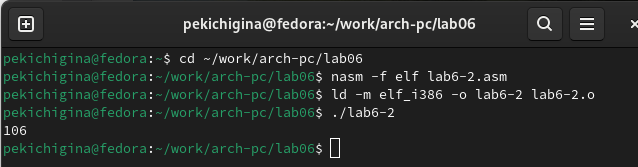 pekichigina@fedora:~/work/arch-pc/lab06
pekichigina@fedora:~$ cd ~/work/arch-pc/lab06
pekichigina@fedora:~/work/arch-pc/lab06$ nasm -f elf lab6-2.asm
pekichigina@fedora:~/work/arch-pc/lab06$ ld -m elf_i386 -o lab6-2 lab6-2.o
pekichigina@fedora:~/work/arch-pc/lab06$ ./lab6-2
106
pekichigina@fedora:~/work/arch-pc/lab06$